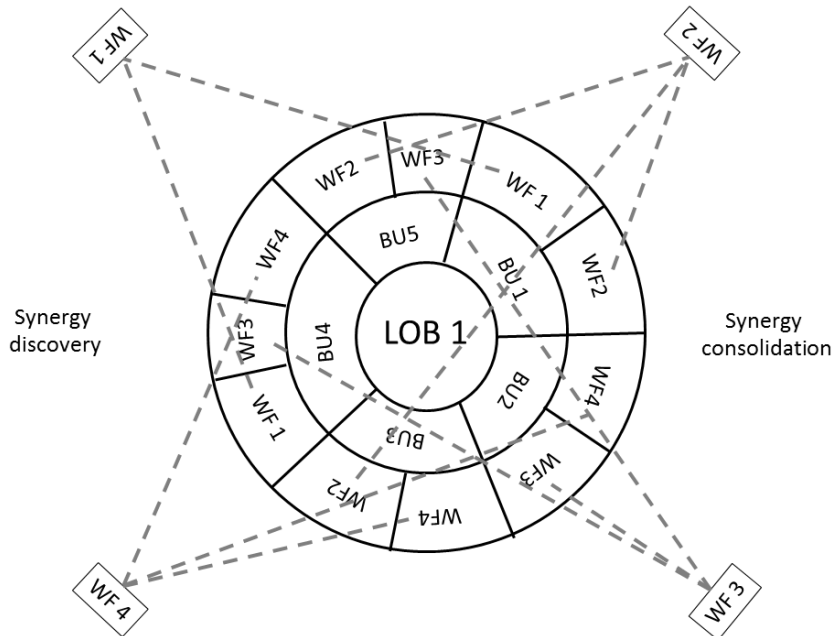 WF 1
WF 2
WF2
WF3
WF 1
BU5
WF4
BU 1
WF2
Synergy
discovery
WF3
BU4
LOB 1
Synergy
consolidation
WF 1
BU3
BU2
WF4
WF2
WF4
WF3
WF 4
WF 3